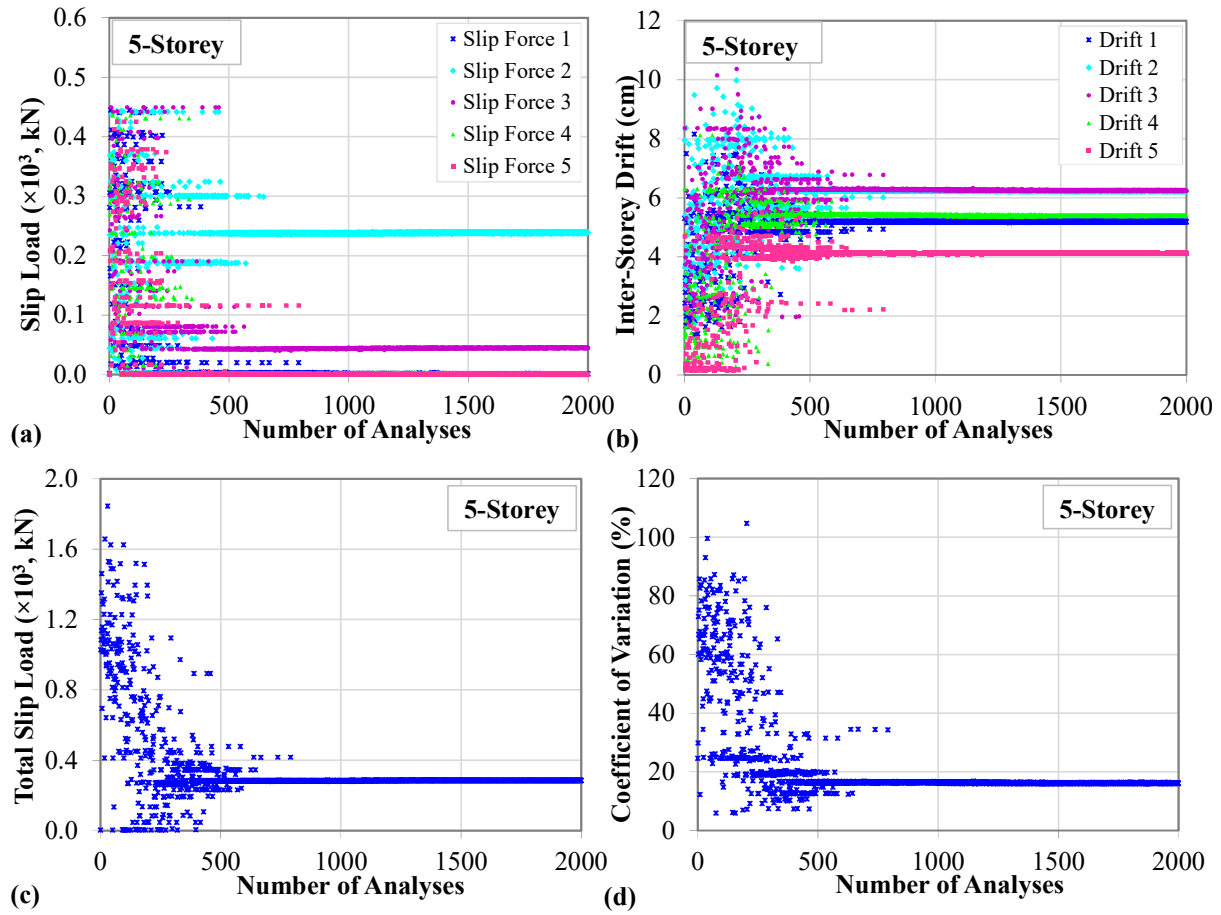 5-Storey
Slip Force 1
Slip Force 2
Slip Force 3
Slip Force 4
Slip Force 5
Slip Load (×10³, kN)
0.6
0.5
0.4
0.3
0.2
0.1
0.0
0 500 1000 1500 2000
Number of Analyses
(a)
5-Storey
Drift 1
Drift 2
Drift 3
Drift 4
Drift 5
Inter-Storey Drift (cm)
12
10
8
6
4
2
0
0 500 1000 1500 2000
Number of Analyses
(b)
5-Storey
Total Slip Load (×10³, kN)
2.0
1.6
1.2
0.8
0.4
0.0
0 500 1000 1500 2000
Number of Analyses
(c)
5-Storey
Coefficient of Variation (%)
120
100
80
60
40
20
0
0 500 1000 1500 2000
Number of Analyses
(d)